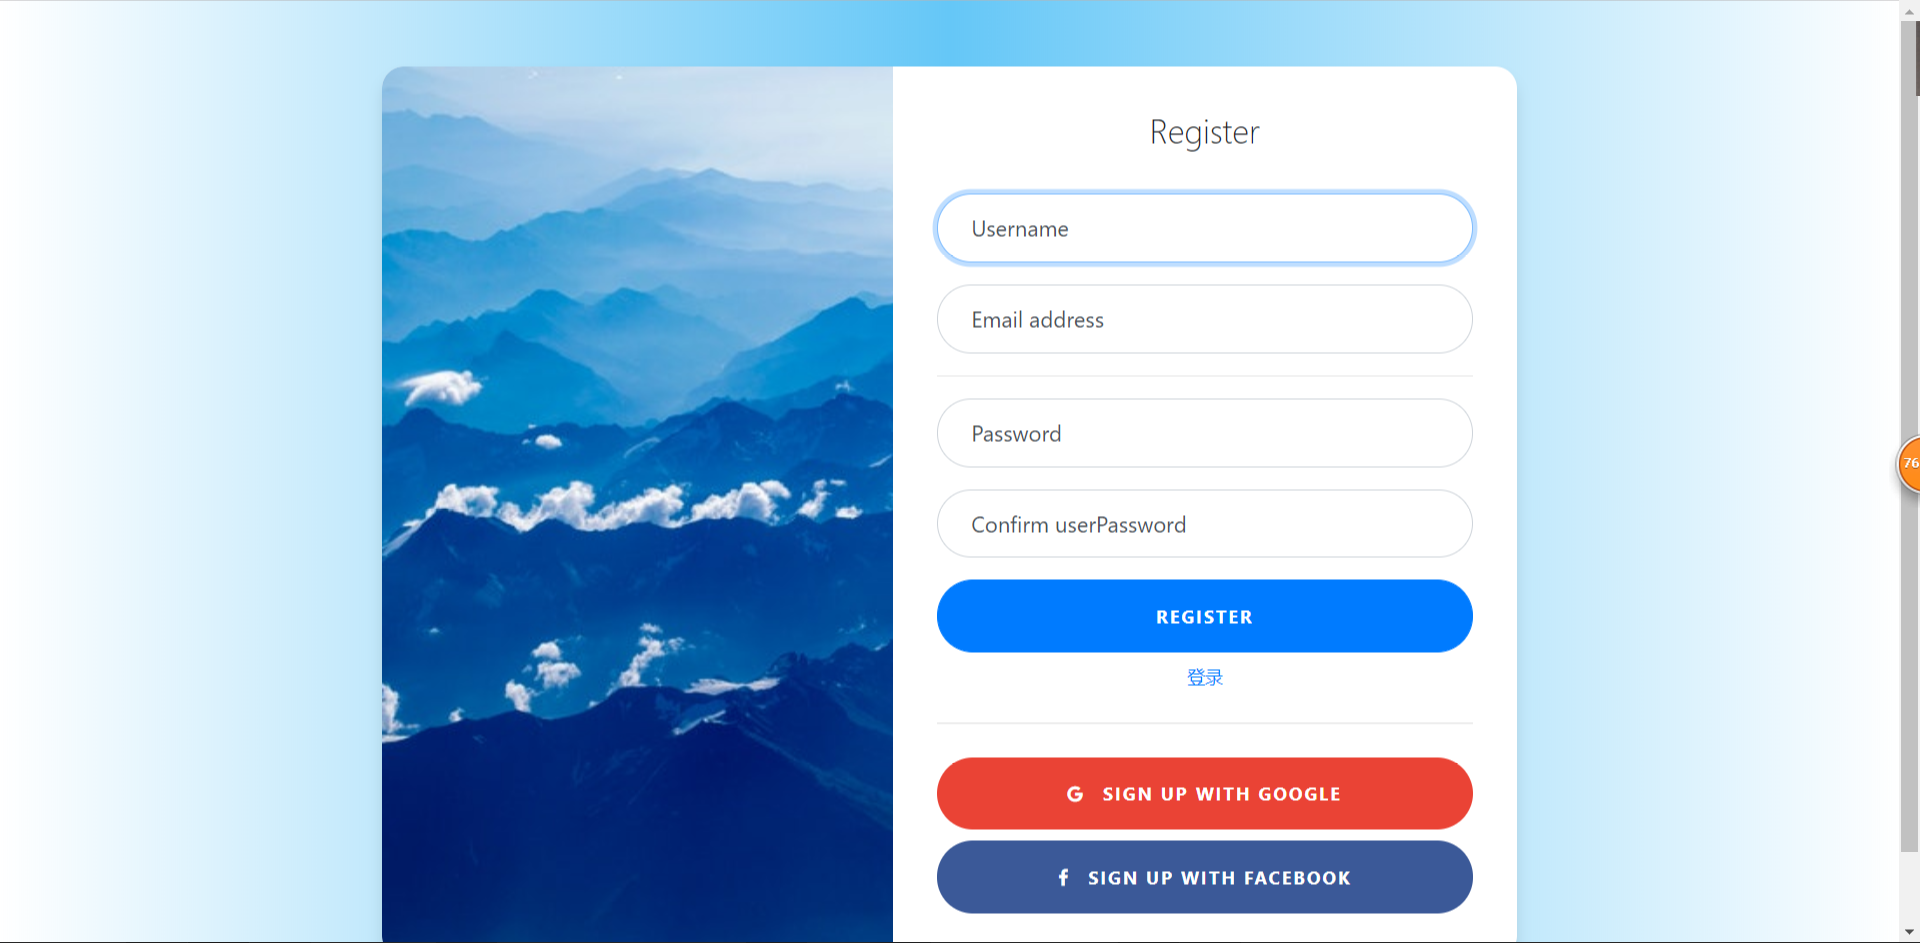 Register
Username
Email address
Password
Confirm userPassword
REGISTER
登录
SIGN UP WITH GOOGLE
SIGN UP WITH FACEBOOK
76